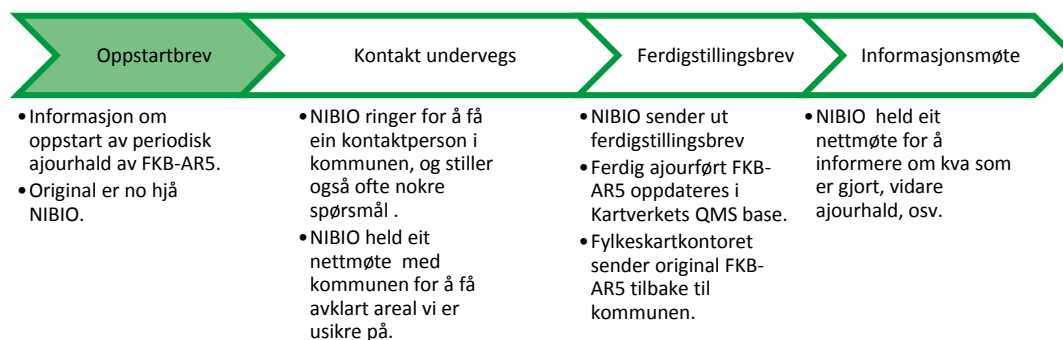 Oppstartbrev
Kontakt undervegs
Ferdigstillingsbrev
Informasjonsmøte
•Informasjon om
oppstart av periodisk
ajourhald av FKB-AR5.
•Original er no hjå
NIBIO.
•NIBIO ringer for å få
ein kontaktperson i
kommunen, og stiller
også ofte nokre
spørsmål .
•NIBIO held eit
nettmøte med
kommunen for å få
avklart areal vi er
usikre på.
•NIBIO sender ut
ferdigstillingsbrev
•Ferdig ajourført FKB-
AR5 oppdateres i
Kartverkets QMS base.
•Fylkeskartkontoret
sender original FKB-
AR5 tilbake til
kommunen.
•NIBIO held eit
nettmøte for å
informere om kva som
er gjort, vidare
ajourhald, osv.